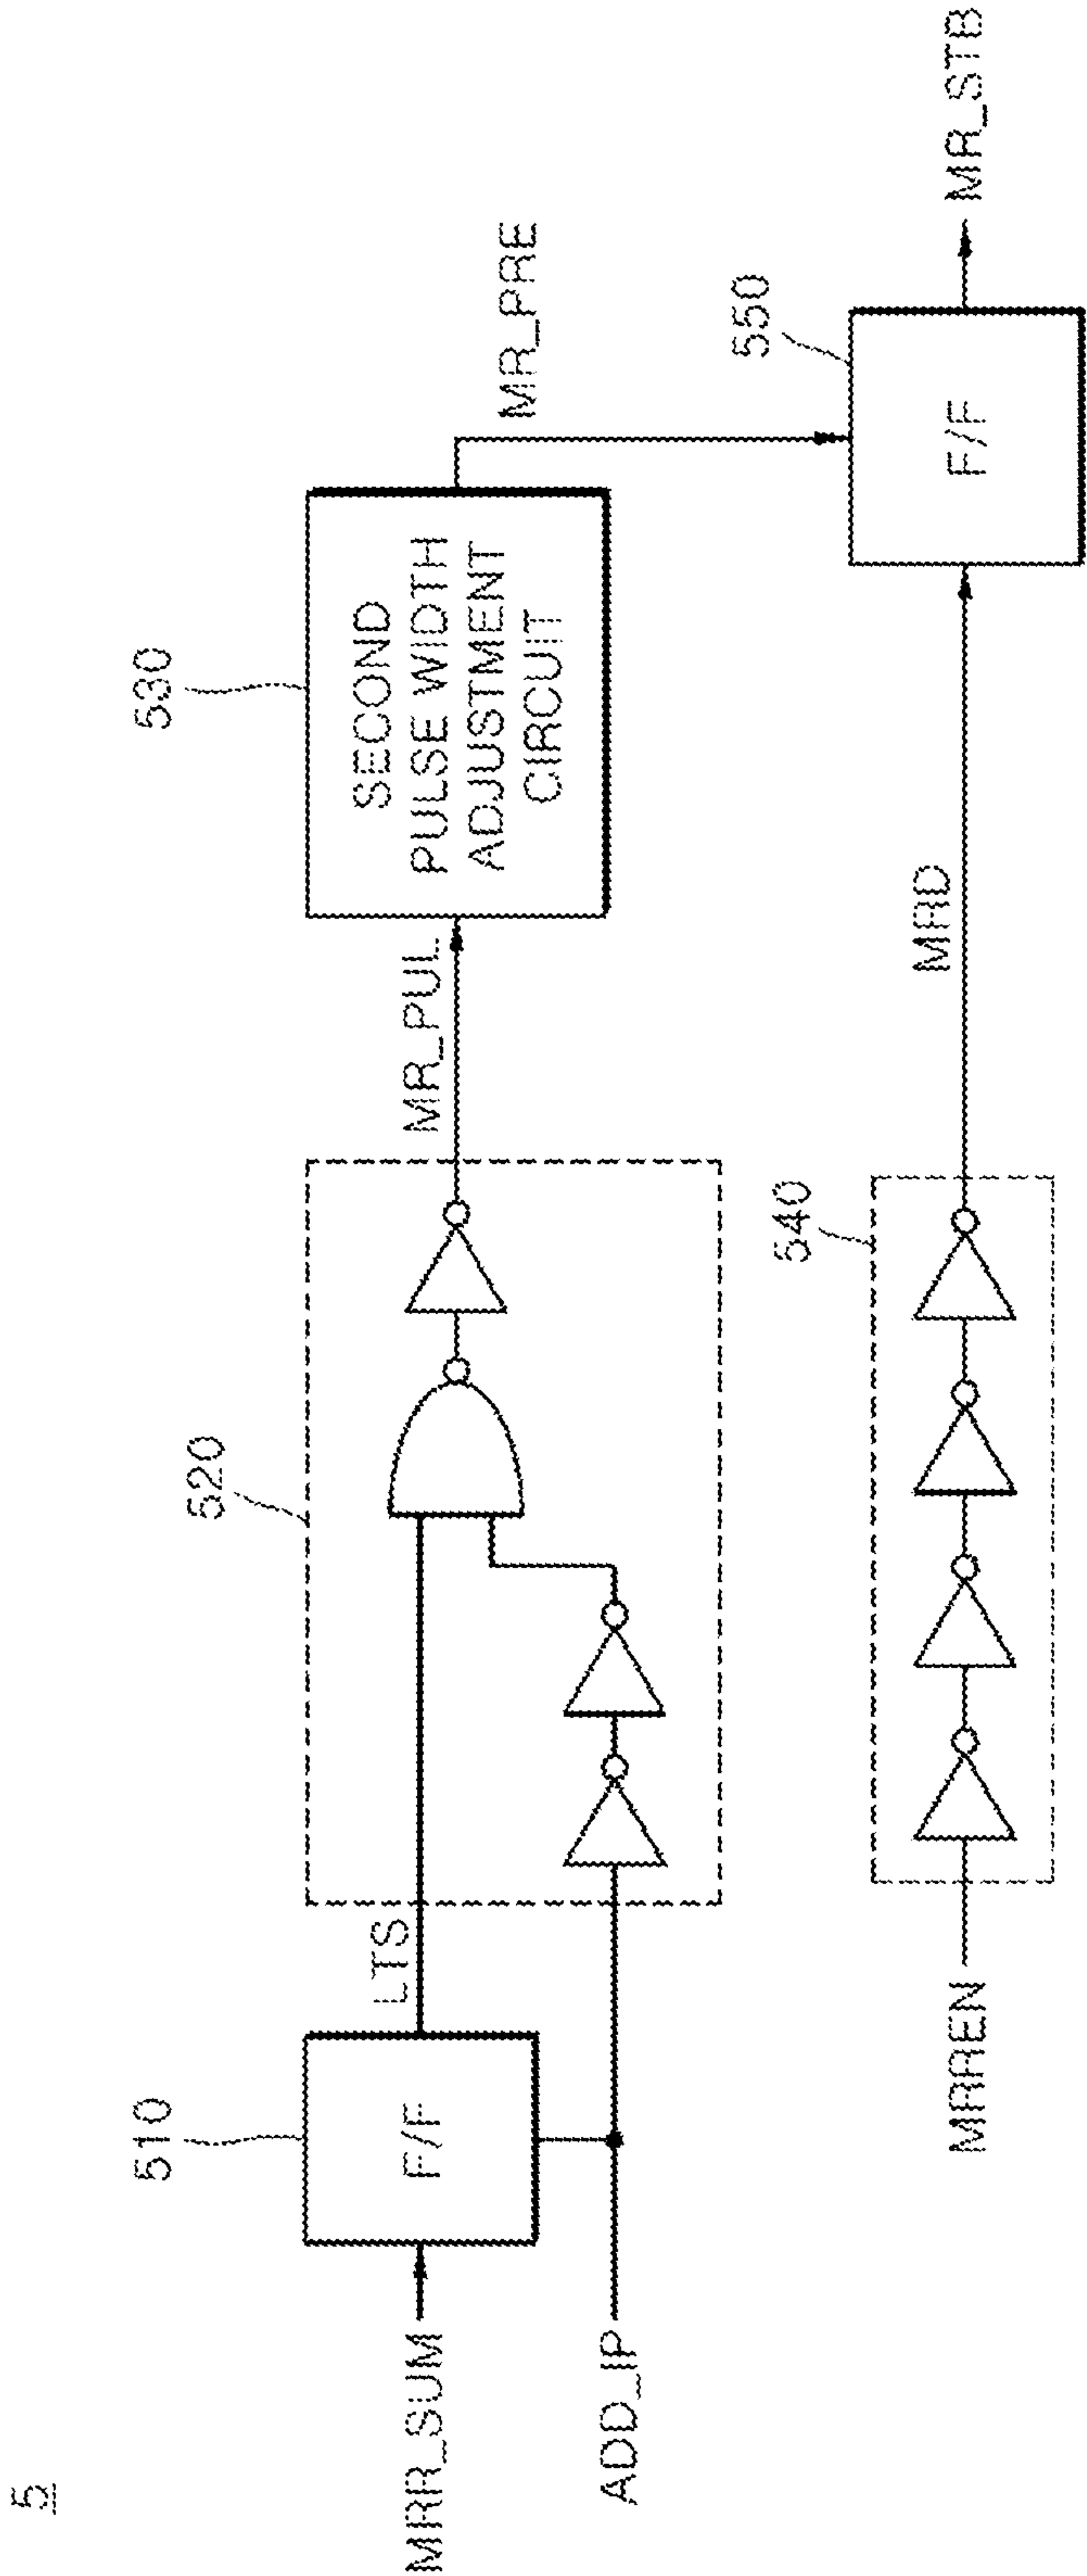 5
MRR_SUM
ADD_IP
510
F/F
LTS
520
MR_PUL
530
SECOND
PULSE WIDTH
ADJUSTMENT
CIRCUIT
MR_PRE
MRREN
540
MRD
550
F/F
MR_STB